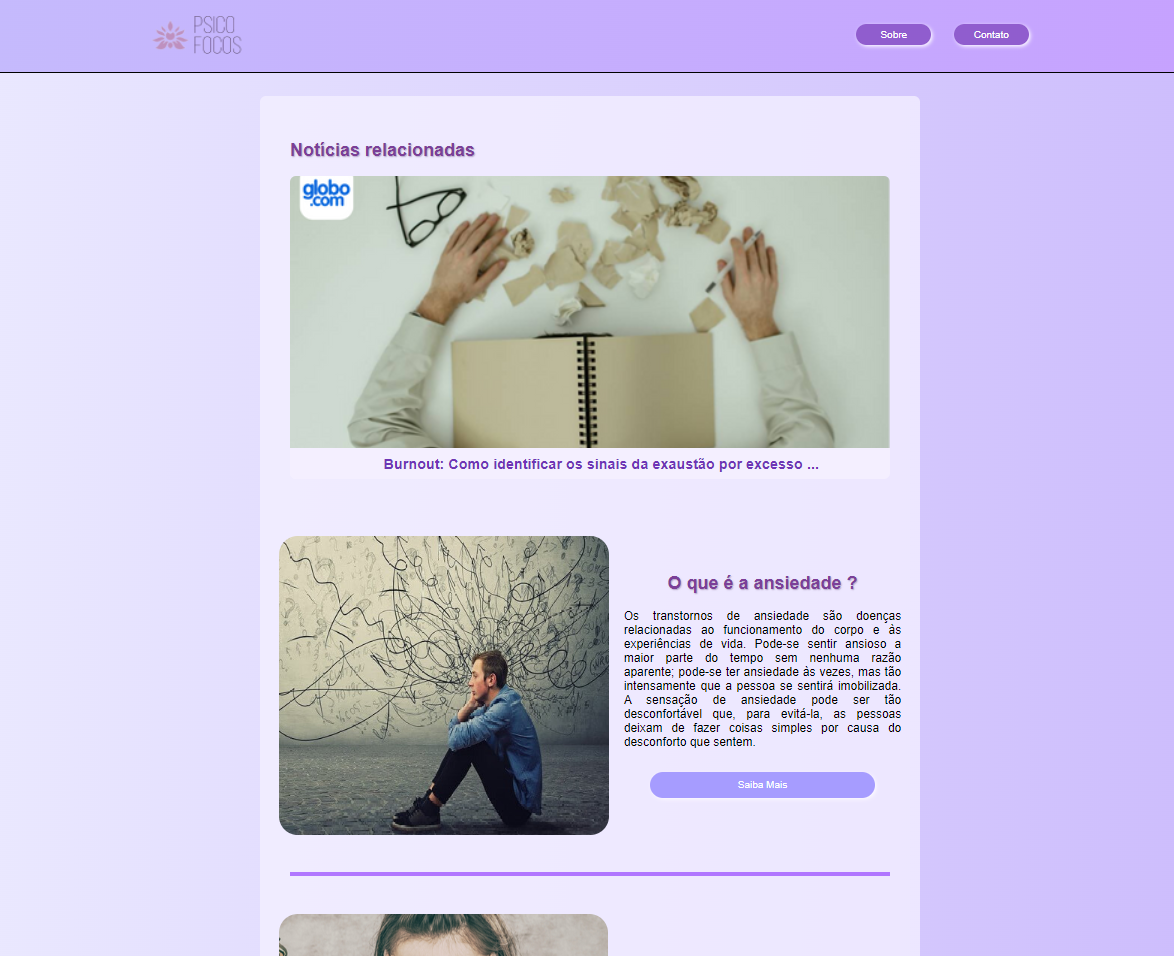 PSICO
FOCOS
Sobre
Contato
Notícias relacionadas
globo
.com
Burnout: Como identificar os sinais da exaustão por excesso ...
O que é a ansiedade ?
Os transtornos de ansiedade são doenças
relacionadas ao funcionamento do corpo e às
experiências de vida. Pode-se sentir ansioso a
maior parte do tempo sem nenhuma razão
aparente; pode-se ter ansiedade às vezes, mas tão
intensamente que a pessoa se sentirá imobilizada.
A sensação de ansiedade pode ser tão
desconfortável que, para evitá-la, as pessoas
deixam de fazer coisas simples por causa do
desconforto que sentem.
Saiba Mais